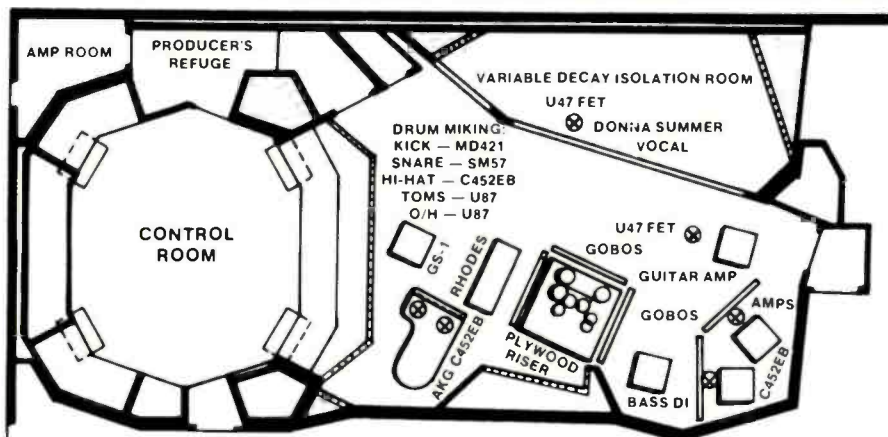 AMP ROOM
PRODUCER'S
REFUGE
VARIABLE DECAY ISOLATION ROOM
U47 FET
DONNA SUMMER
VOCAL
DRUM MIKING:
KICK — MD421
SNARE — SM57
HI-HAT — C452EB
TOMS — U87
O/H — U87
CONTROL
ROOM
GS-1
RHODES
AKG C452EB
GOBOS
PLYWOOD
RISER
U47 FET
GUITAR AMP
GOBOS
AMPS
BASS DI
C452EB